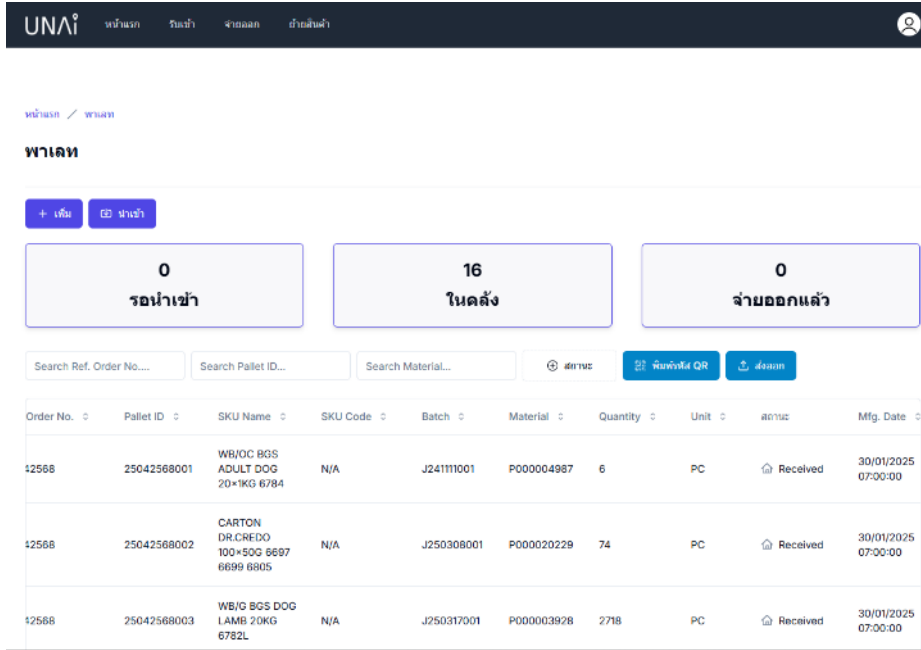 UNAi หน้าแรก รับเข้า จ่ายออก ย้ายสินค้า
หน้าแรก / พาเลท
พาเลท
+ เพิ่ม นำเข้า
0 16 0
รอนำเข้า ในคลัง จ่ายออกแล้ว
Search Ref. Order No.... Search Pallet ID... Search Material... สถานะ พิมพ์รหัส QR ส่งออก
Order No. Pallet ID SKU Name SKU Code Batch Material Quantity Unit สถานะ Mfg. Date
42568 25042568001 WB/OC BGS ADULT DOG 20×1KG 6784 N/A J241111001 P000004987 6 PC Received 30/01/2025 07:00:00
42568 25042568002 CARTON DR.CREDO 100×50G 6697 6699 6805 N/A J250308001 P000020229 74 PC Received 30/01/2025 07:00:00
42568 25042568003 WB/G BGS DOG LAMB 20KG 6782L N/A J250317001 P000003928 2718 PC Received 30/01/2025 07:00:00